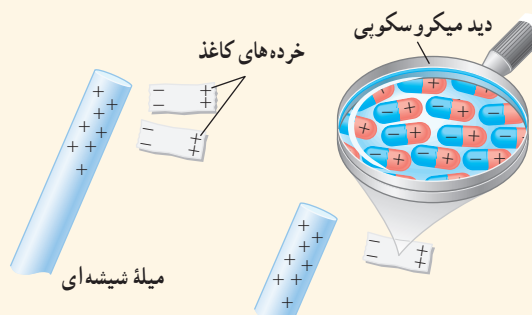 دید میکروسکوپی
خرده‌های کاغذ
میلهٔ شیشه‌ای